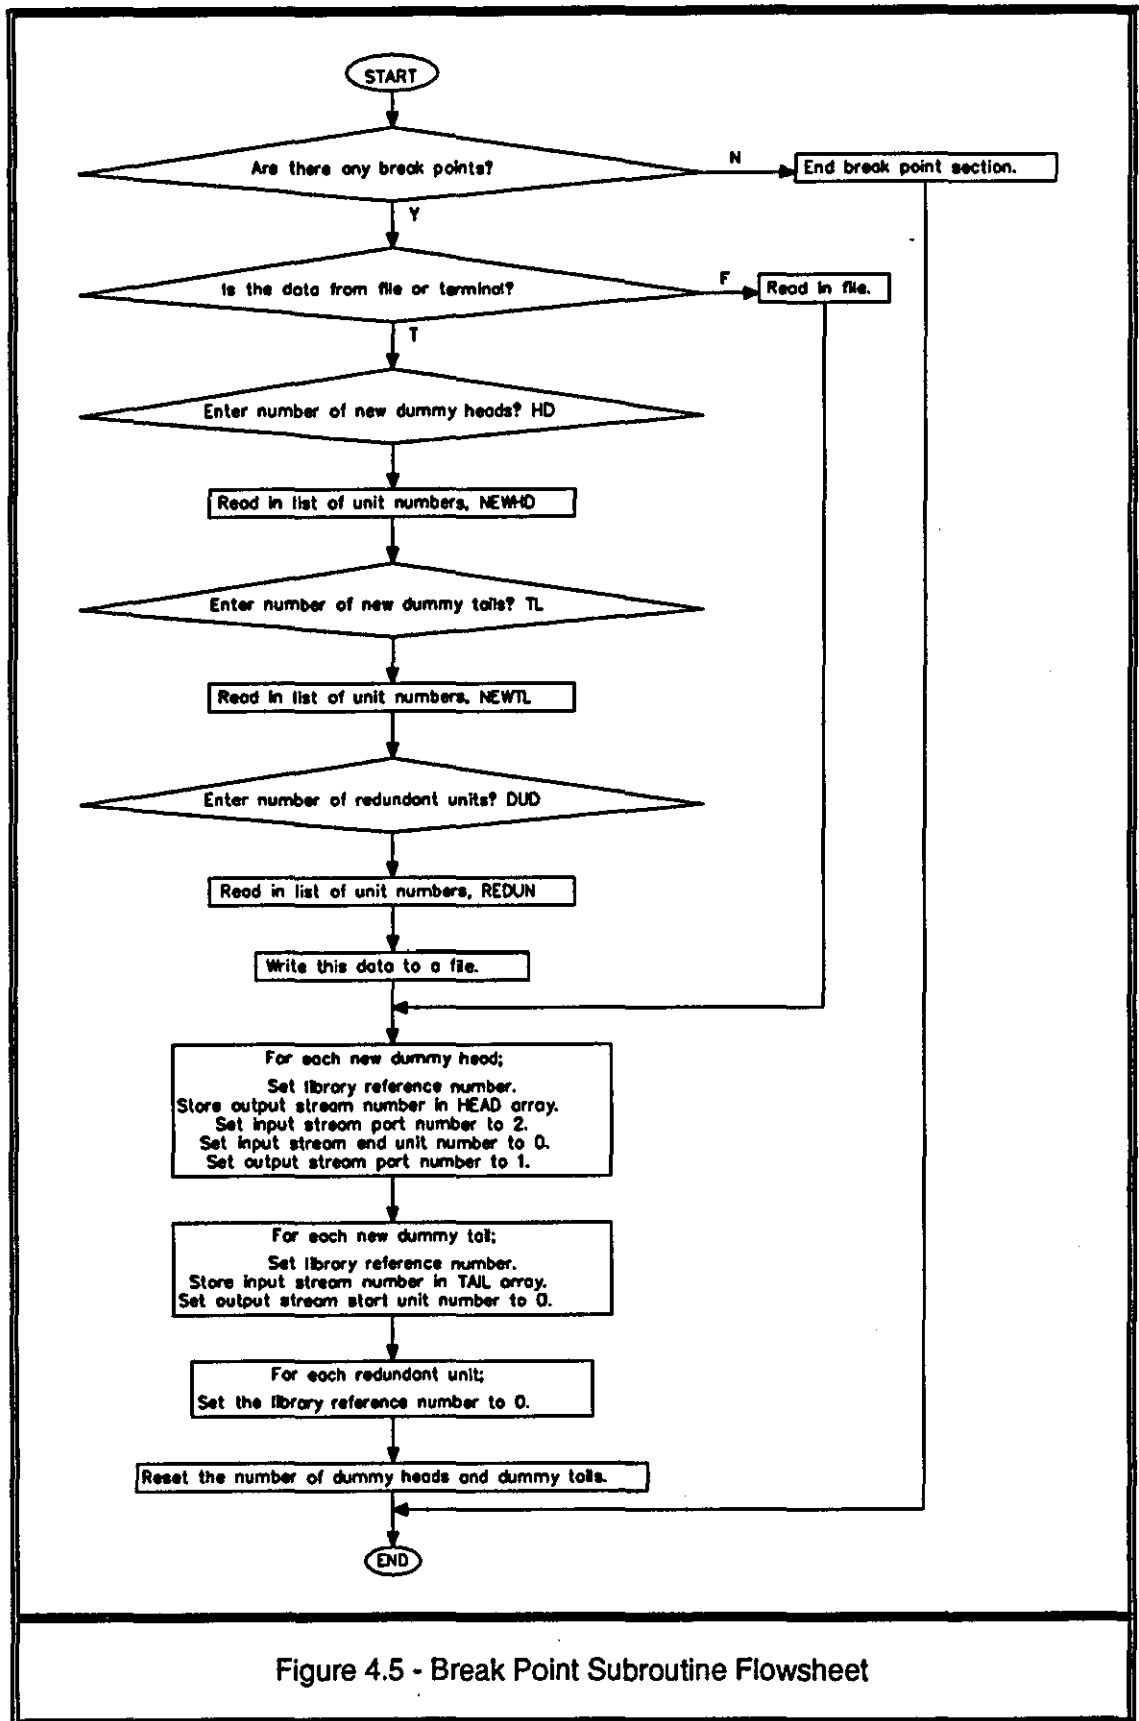 START
Are there any break points?
N
End break point section.
Y
Is the data from file or terminal?
F
Read in file.
T
Enter number of new dummy heads? HD
Read in list of unit numbers, NEWHD
Enter number of new dummy tails? TL
Read in list of unit numbers, NEWTL
Enter number of redundant units? DUD
Read in list of unit numbers, REDUN
Write this data to a file.
For each new dummy head;
Set library reference number.
Store output stream number in HEAD array.
Set input stream port number to 2.
Set input stream end unit number to 0.
Set output stream port number to 1.
For each new dummy tail;
Set library reference number.
Store input stream number in TAIL array.
Set output stream start unit number to 0.
For each redundant unit;
Set the library reference number to 0.
Reset the number of dummy heads and dummy tails.
END
Figure 4.5 - Break Point Subroutine Flowsheet